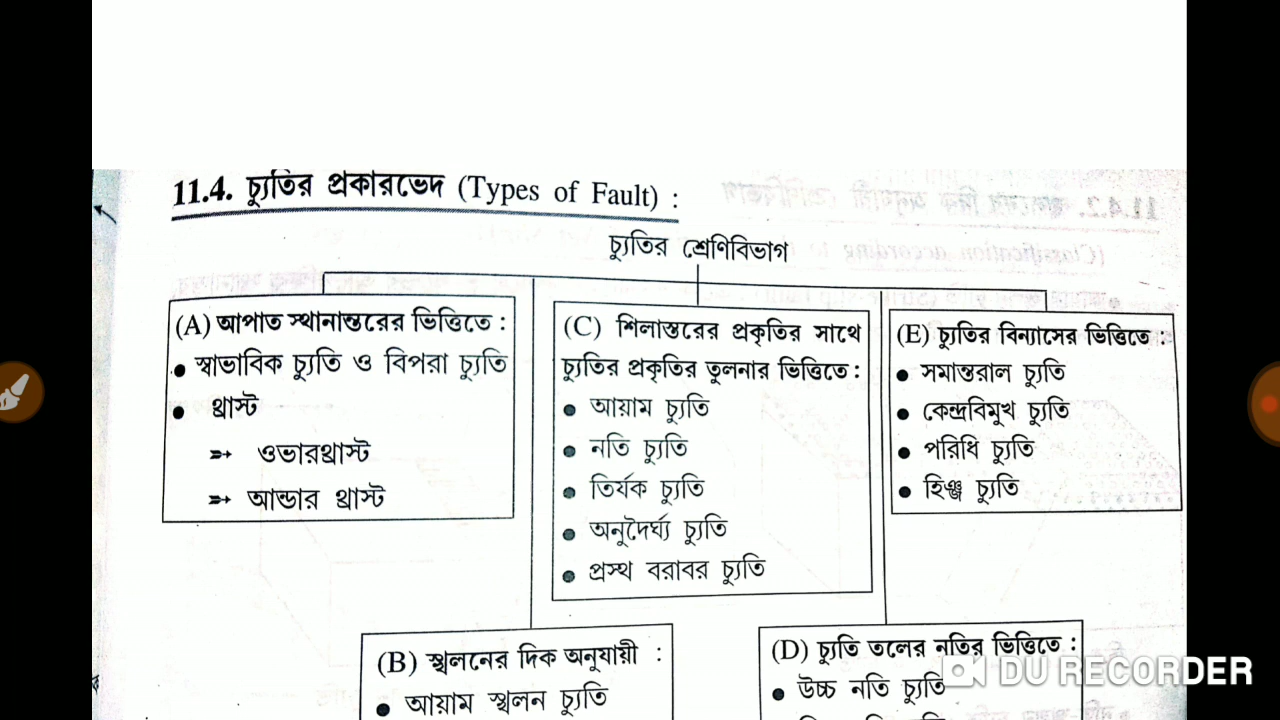 11.4. চ্যুতির প্রকারভেদ (Types of Fault) :
চ্যুতির শ্রেণিবিভাগ
(A) আপাত স্থানান্তরের ভিত্তিতে :
• স্বাভাবিক চ্যুতি ও বিপরা চ্যুতি
• থ্রাস্ট
➳ ওভারথ্রাস্ট
➳ আন্ডার থ্রাস্ট
(C) শিলাস্তরের প্রকৃতির সাথে
চ্যুতির প্রকৃতির তুলনার ভিত্তিতে :
• আয়াম চ্যুতি
• নতি চ্যুতি
• তির্যক চ্যুতি
• অনুদৈর্ঘ্য চ্যুতি
• প্রস্থ বরাবর চ্যুতি
(E) চ্যুতির বিন্যাসের ভিত্তিতে :
• সমান্তরাল চ্যুতি
• কেন্দ্রবিমুখ চ্যুতি
• পরিধি চ্যুতি
• হিঞ্জ চ্যুতি
(B) স্খলনের দিক অনুযায়ী :
• আয়াম স্খলন চ্যুতি
(D) চ্যুতি তলের নতির ভিত্তিতে :
• উচ্চ নতি চ্যুতি
DU RECORDER